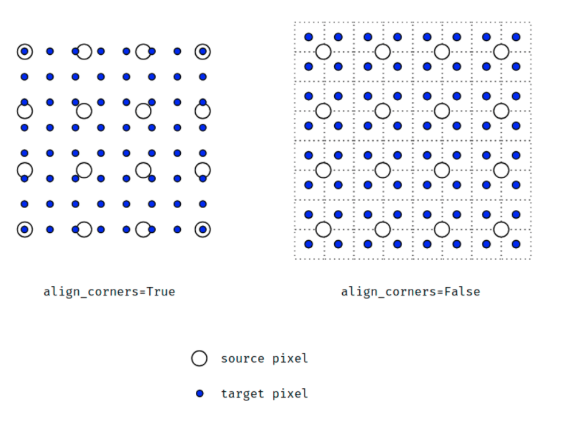 align_corners=True
align_corners=False
source pixel
target pixel